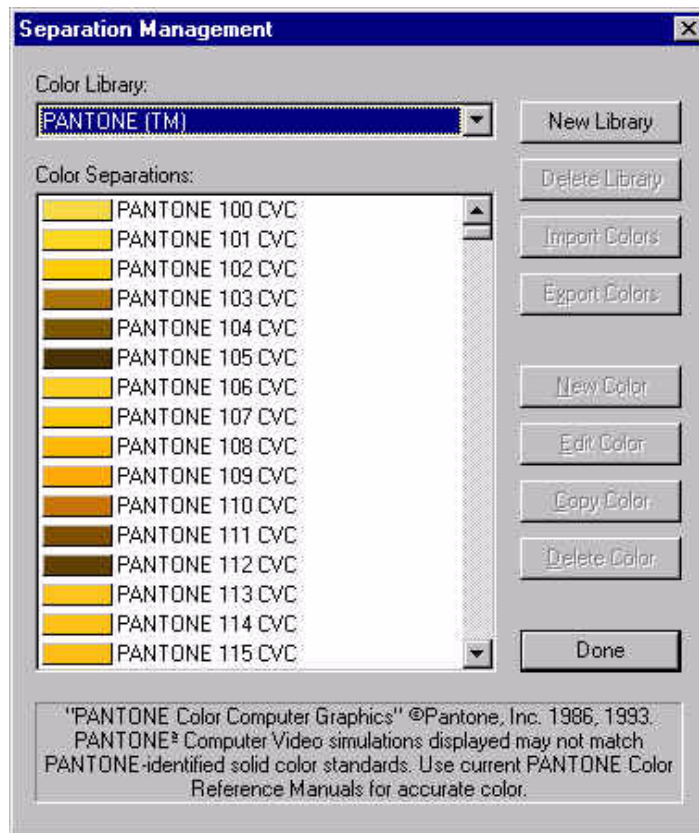 Separation Management
Color Library:
PANTONE (TM)
New Library
Color Separations:
Delete Library
PANTONE 100 CVC
PANTONE 101 CVC
Import Colors
PANTONE 102 CVC
PANTONE 103 CVC
Export Colors
PANTONE 104 CVC
PANTONE 105 CVC
PANTONE 106 CVC
New Color
PANTONE 107 CVC
PANTONE 108 CVC
Edit Color
PANTONE 109 CVC
PANTONE 110 CVC
Copy Color
PANTONE 111 CVC
PANTONE 112 CVC
Delete Color
PANTONE 113 CVC
PANTONE 114 CVC
PANTONE 115 CVC
Done
"PANTONE Color Computer Graphics" ©Pantone, Inc. 1986, 1993.
PANTONEª Computer Video simulations displayed may not match
PANTONE-identified solid color standards. Use current PANTONE Color
Reference Manuals for accurate color.